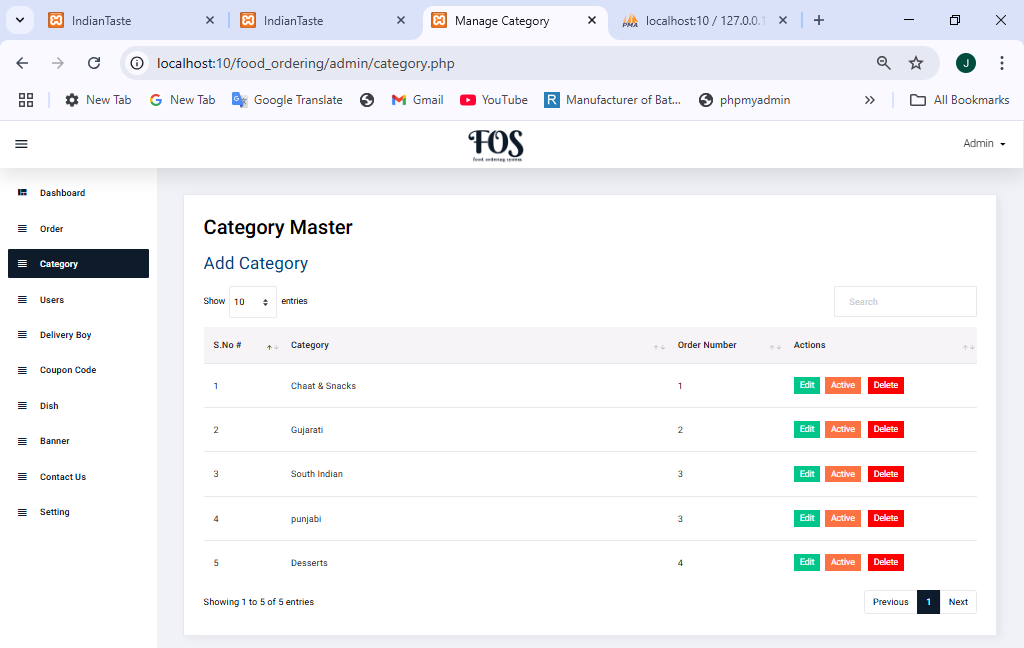 IndianTaste
IndianTaste
Manage Category
localhost:10 / 127.0.0.1
localhost:10/food_ordering/admin/category.php
J
New Tab
G New Tab
Google Translate
Gmail
YouTube
R Manufacturer of Bat...
phpmyadmin
All Bookmarks
FOS
food ordering system
Admin
Dashboard
Order
Category
Users
Delivery Boy
Coupon Code
Dish
Banner
Contact Us
Setting
Category Master
Add Category
Show 10 entries
Search
S.No # Category Order Number Actions
1 Chaat & Snacks 1 Edit Active Delete
2 Gujarati 2 Edit Active Delete
3 South Indian 3 Edit Active Delete
4 punjabi 3 Edit Active Delete
5 Desserts 4 Edit Active Delete
Showing 1 to 5 of 5 entries
Previous 1 Next